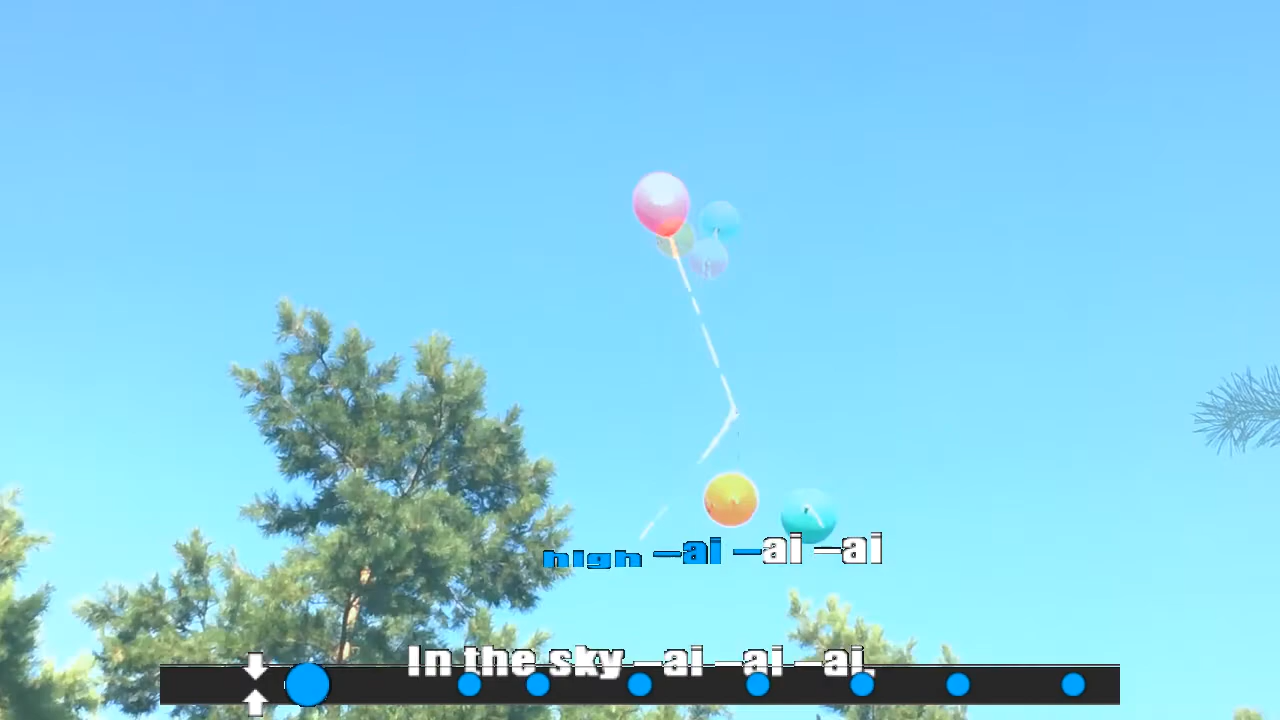 high –ai –ai –ai
In the sky –ai –ai –ai,